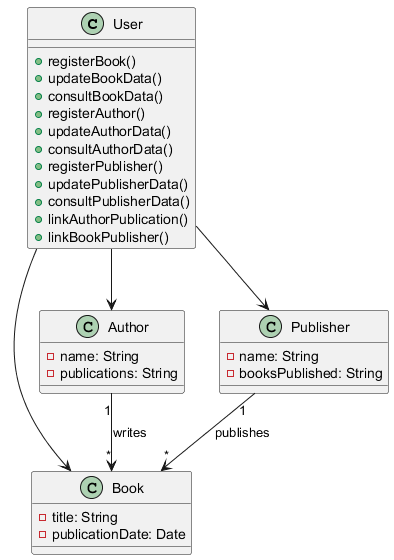 C User
registerBook()
updateBookData()
consultBookData()
registerAuthor()
updateAuthorData()
consultAuthorData()
registerPublisher()
updatePublisherData()
consultPublisherData()
linkAuthorPublication()
linkBookPublisher()
C Author
name: String
publications: String
C Publisher
name: String
booksPublished: String
1
writes
*
1
publishes
*
C Book
title: String
publicationDate: Date